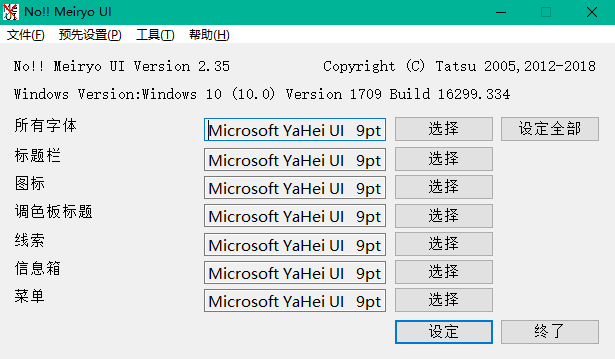 No!! Meiryo UI
文件(F) 预先设置(P) 工具(T) 帮助(H)
No!! Meiryo UI Version 2.35 Copyright (C) Tatsu 2005,2012-2018
Windows Version:Windows 10 (10.0) Version 1709 Build 16299.334
所有字体 Microsoft YaHei UI 9pt 选择 设定全部
标题栏 Microsoft YaHei UI 9pt 选择
图标 Microsoft YaHei UI 9pt 选择
调色板标题 Microsoft YaHei UI 9pt 选择
线索 Microsoft YaHei UI 9pt 选择
信息箱 Microsoft YaHei UI 9pt 选择
菜单 Microsoft YaHei UI 9pt 选择
设定 终了